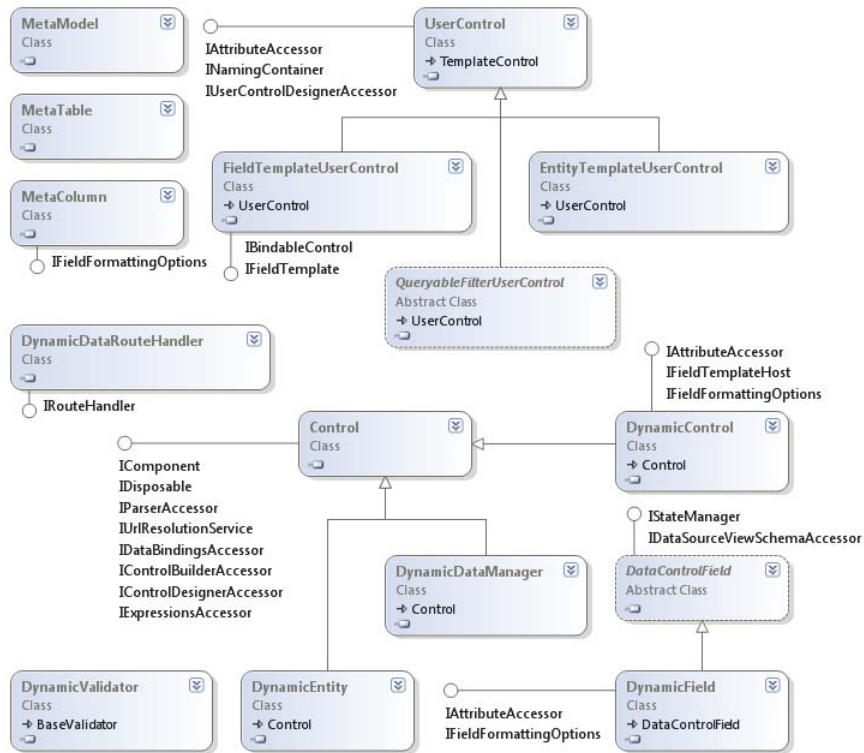 MetaModel
Class
IAttributeAccessor
INamingContainer
IUserControlDesignerAccessor
UserControl
Class
TemplateControl
MetaTable
Class
MetaColumn
Class
IFieldFormattingOptions
FieldTemplateUserControl
Class
UserControl
IBindableControl
IFieldTemplate
EntityTemplateUserControl
Class
UserControl
QueryableFilterUserControl
Abstract Class
UserControl
DynamicDataRouteHandler
Class
IRouteHandler
IAttributeAccessor
IFieldTemplateHost
IFieldFormattingOptions
Control
Class
DynamicControl
Class
Control
IComponent
IDisposable
IParserAccessor
IUrlResolutionService
IDataBindingsAccessor
IControlBuilderAccessor
IControlDesignerAccessor
IExpressionsAccessor
IStateManager
IDataSourceViewSchemaAccessor
DynamicDataManager
Class
Control
DataControlField
Abstract Class
DynamicValidator
Class
BaseValidator
DynamicEntity
Class
Control
IAttributeAccessor
IFieldFormattingOptions
DynamicField
Class
DataControlField